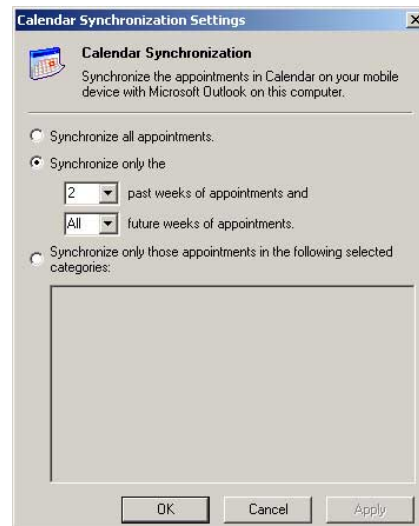 Calendar Synchronization Settings
Calendar Synchronization
Synchronize the appointments in Calendar on your mobile
device with Microsoft Outlook on this computer.
Synchronize all appointments.
Synchronize only the
2 past weeks of appointments and
All future weeks of appointments.
Synchronize only those appointments in the following selected
categories:
OK Cancel Apply